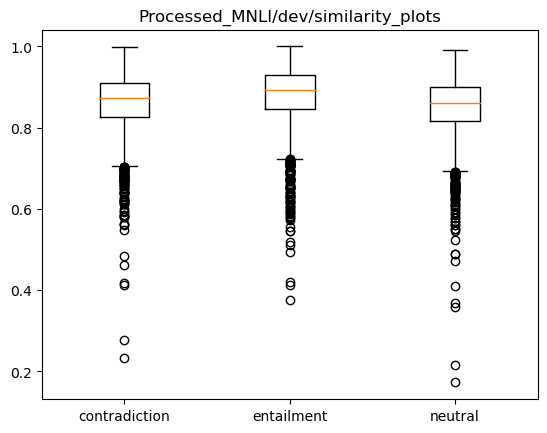 Processed_MNLI/dev/similarity_plots
1.0
0.8
0.6
0.4
0.2
contradiction entailment neutral